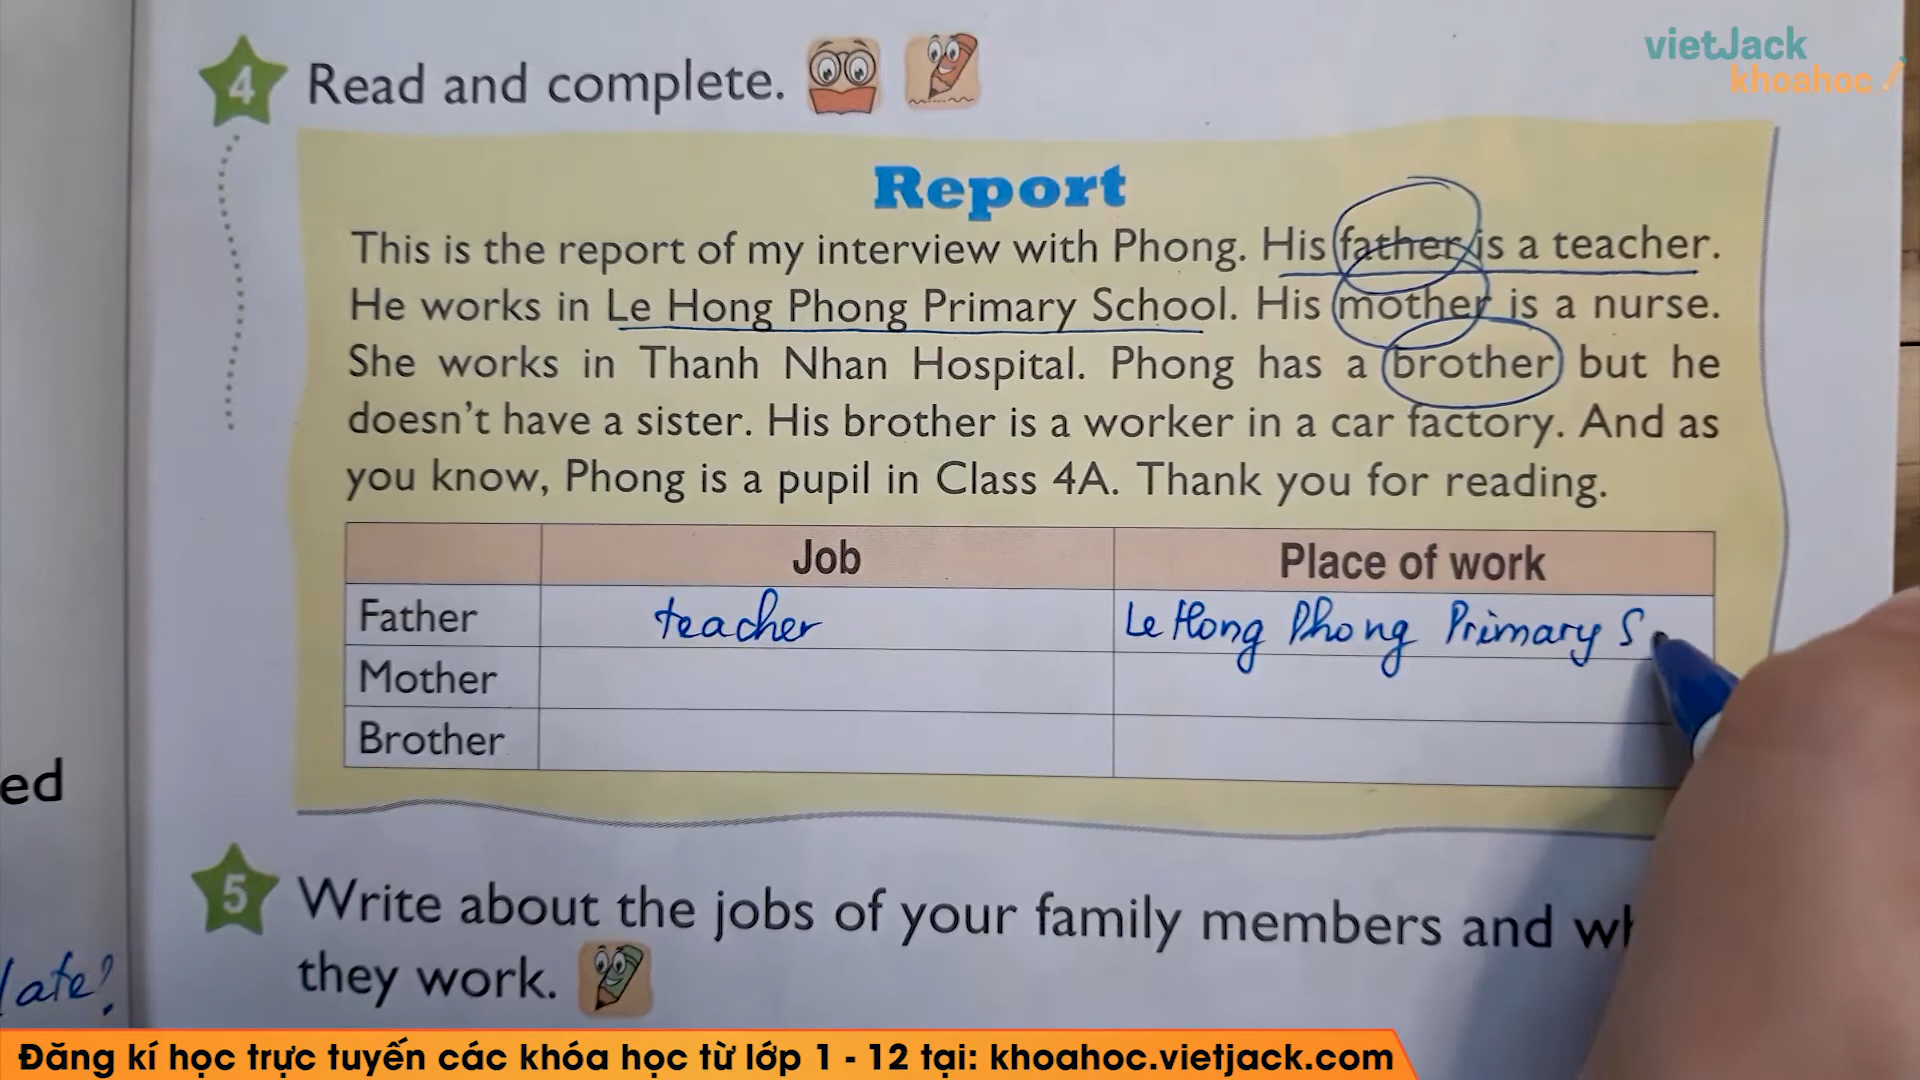 vietJack
khoahoc
4 Read and complete.
Report
This is the report of my interview with Phong. His father is a teacher.
He works in Le Hong Phong Primary School. His mother is a nurse.
She works in Thanh Nhan Hospital. Phong has a brother but he
doesn't have a sister. His brother is a worker in a car factory. And as
you know, Phong is a pupil in Class 4A. Thank you for reading.
Job Place of work
Father teacher Le Hong Phong Primary S
Mother
Brother
ed
5 Write about the jobs of your family members and
they work.
late?
Đăng kí học trực tuyến các khóa học từ lớp 1 - 12 tại: khoahoc.vietjack.com